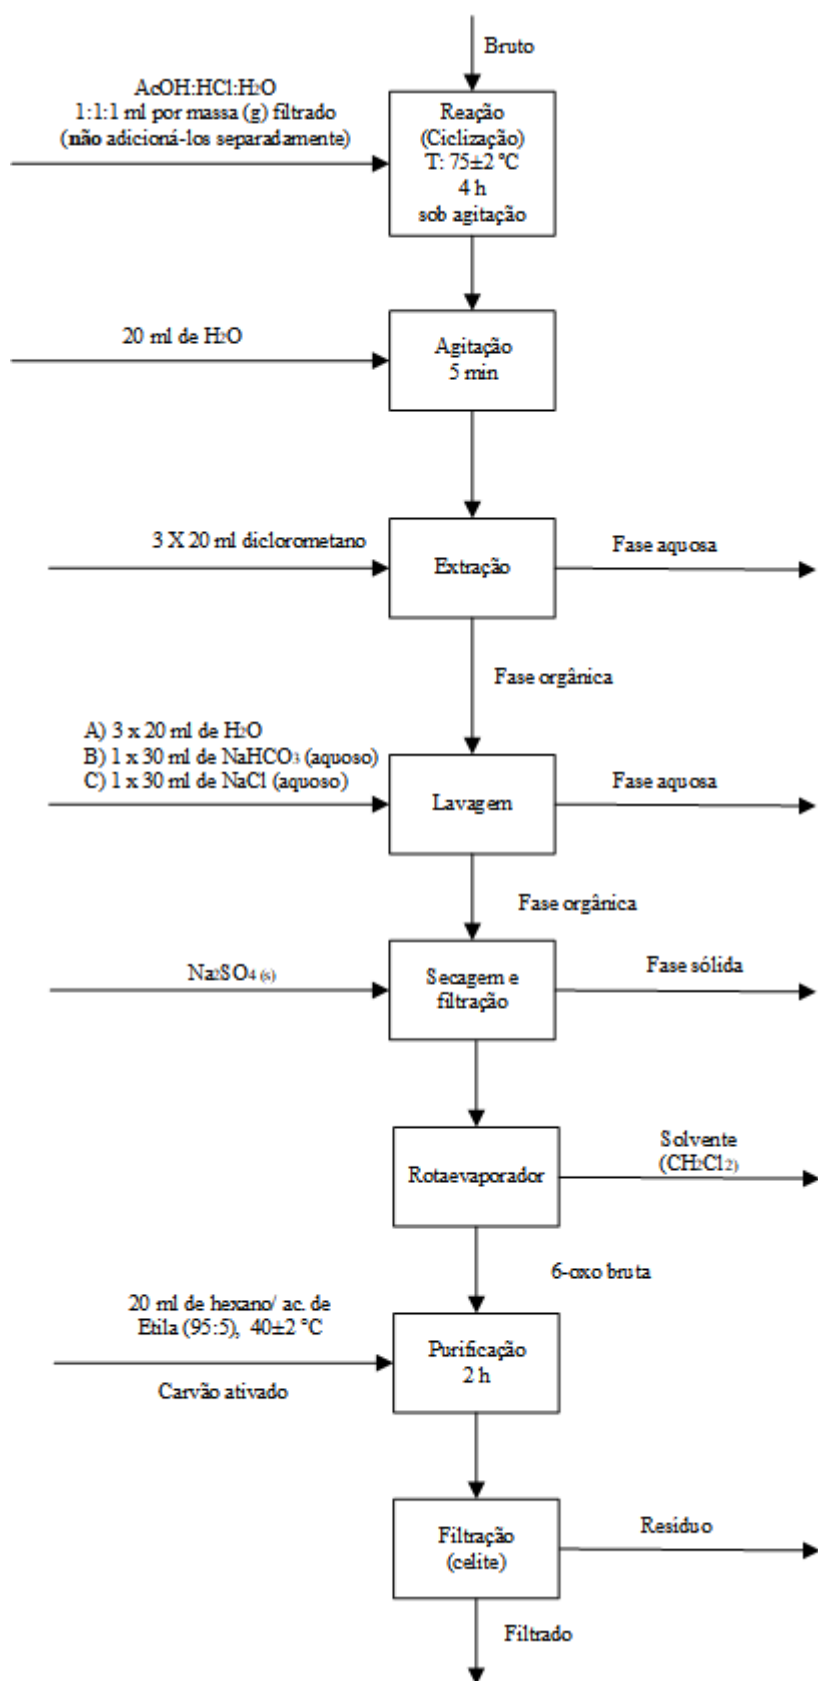 Bruto
AcOH:HCl:H2O
1:1:1 ml por massa (g) filtrado
(não adicioná-los separadamente)
Reação
(Ciclização)
T: 75±2 °C
4 h
sob agitação
20 ml de H2O
Agitação
5 min
3 X 20 ml diclorometano
Extração
Fase aquosa
Fase orgânica
A) 3 x 20 ml de H2O
B) 1 x 30 ml de NaHCO3 (aquoso)
C) 1 x 30 ml de NaCl (aquoso)
Lavagem
Fase aquosa
Fase orgânica
Na2SO4 (s)
Secagem e
filtração
Fase sólida
Rotaevaporador
Solvente
(CH2Cl2)
6-oxo bruta
20 ml de hexano/ ac. de
Etila (95:5), 40±2 °C
Carvão ativado
Purificação
2 h
Filtração
(celite)
Resíduo
Filtrado